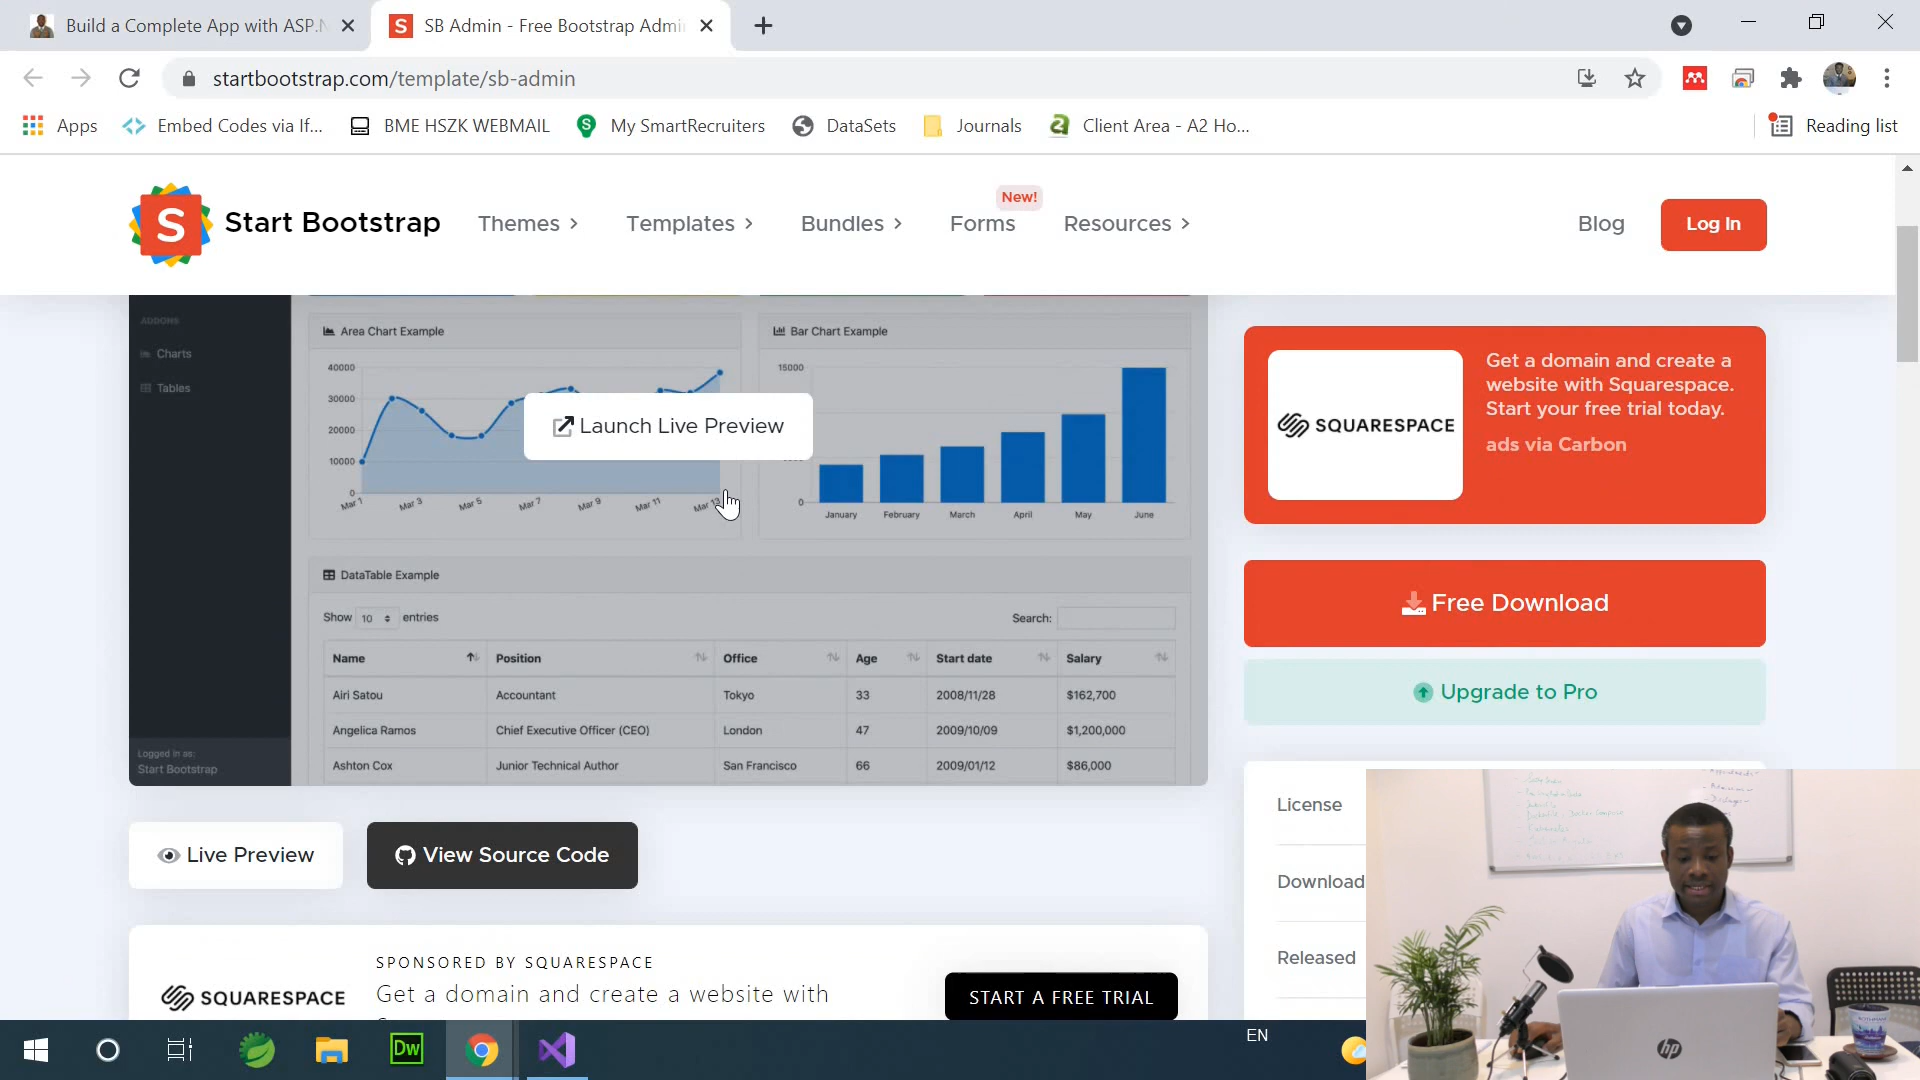 Build a Complete App with ASP.N
SB Admin - Free Bootstrap Admi
startbootstrap.com/template/sb-admin
Apps
Embed Codes via If...
BME HSZK WEBMAIL
My SmartRecruiters
DataSets
Journals
Client Area - A2 Ho...
Reading list
S
Start Bootstrap
Themes
Templates
Bundles
Forms
New!
Resources
Blog
Log In
ADDONS
Charts
Tables
Logged in as:
Start Bootstrap
Area Chart Example
40000
30000
20000
10000
0
Mar 1
Mar 3
Mar 5
Mar 7
Mar 9
Mar 11
Mar 13
Launch Live Preview
Bar Chart Example
15000
0
January
February
March
April
May
June
DataTable Example
Show 10 entries
Search:
Name Position Office Age Start date Salary
Airi Satou Accountant Tokyo 33 2008/11/28 $162,700
Angelica Ramos Chief Executive Officer (CEO) London 47 2009/10/09 $1,200,000
Ashton Cox Junior Technical Author San Francisco 66 2009/01/12 $86,000
SQUARESPACE
Get a domain and create a
website with Squarespace.
Start your free trial today.
ads via Carbon
Free Download
Upgrade to Pro
License
Download
Released
Live Preview
View Source Code
SQUARESPACE
SPONSORED BY SQUARESPACE
Get a domain and create a website with
START A FREE TRIAL
Dw
EN
hp